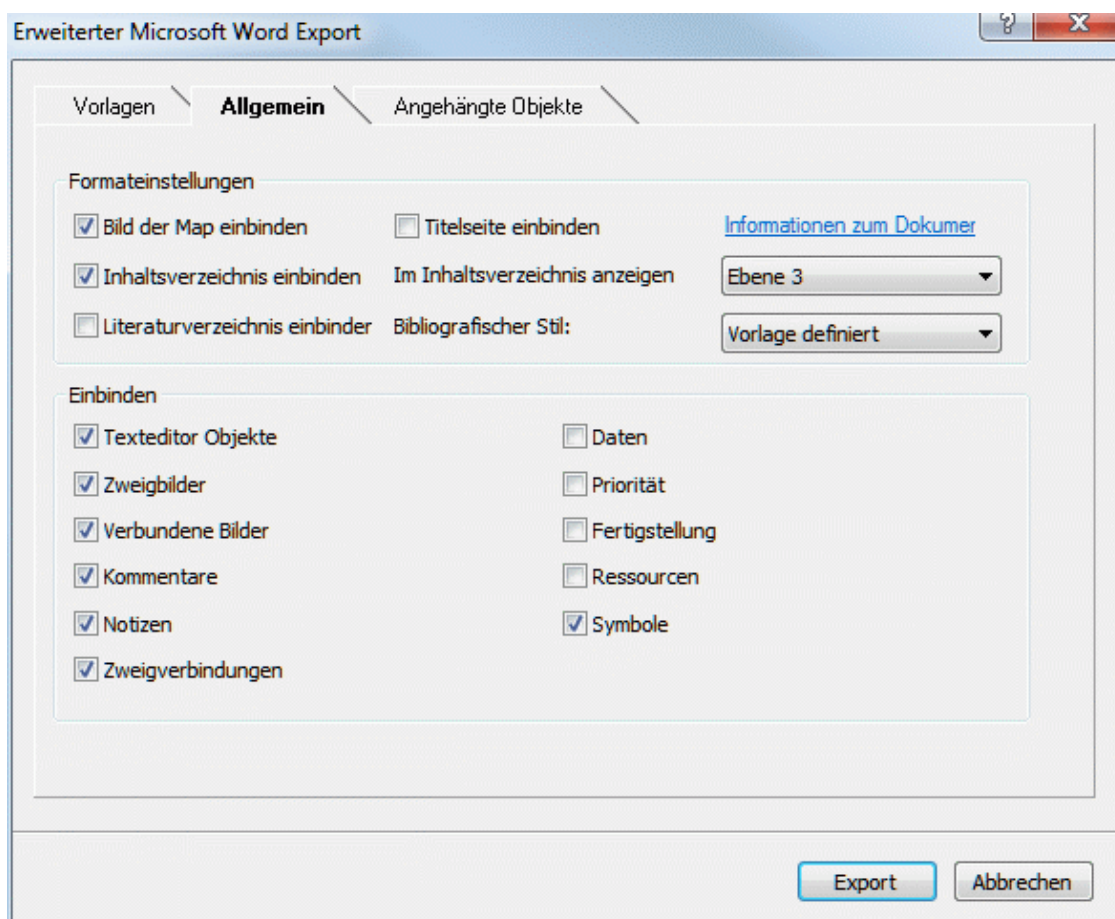 Erweiterter Microsoft Word Export
Vorlagen Allgemein Angehängte Objekte
Formateinstellungen
Bild der Map einbinden Titelseite einbinden Informationen zum Dokumer
Inhaltsverzeichnis einbinden Im Inhaltsverzeichnis anzeigen Ebene 3
Literaturverzeichnis einbinder Bibliografischer Stil: Vorlage definiert
Einbinden
Texteditor Objekte Daten
Zweigbilder Priorität
Verbundene Bilder Fertigstellung
Kommentare Ressourcen
Notizen Symbole
Zweigverbindungen
Export Abbrechen